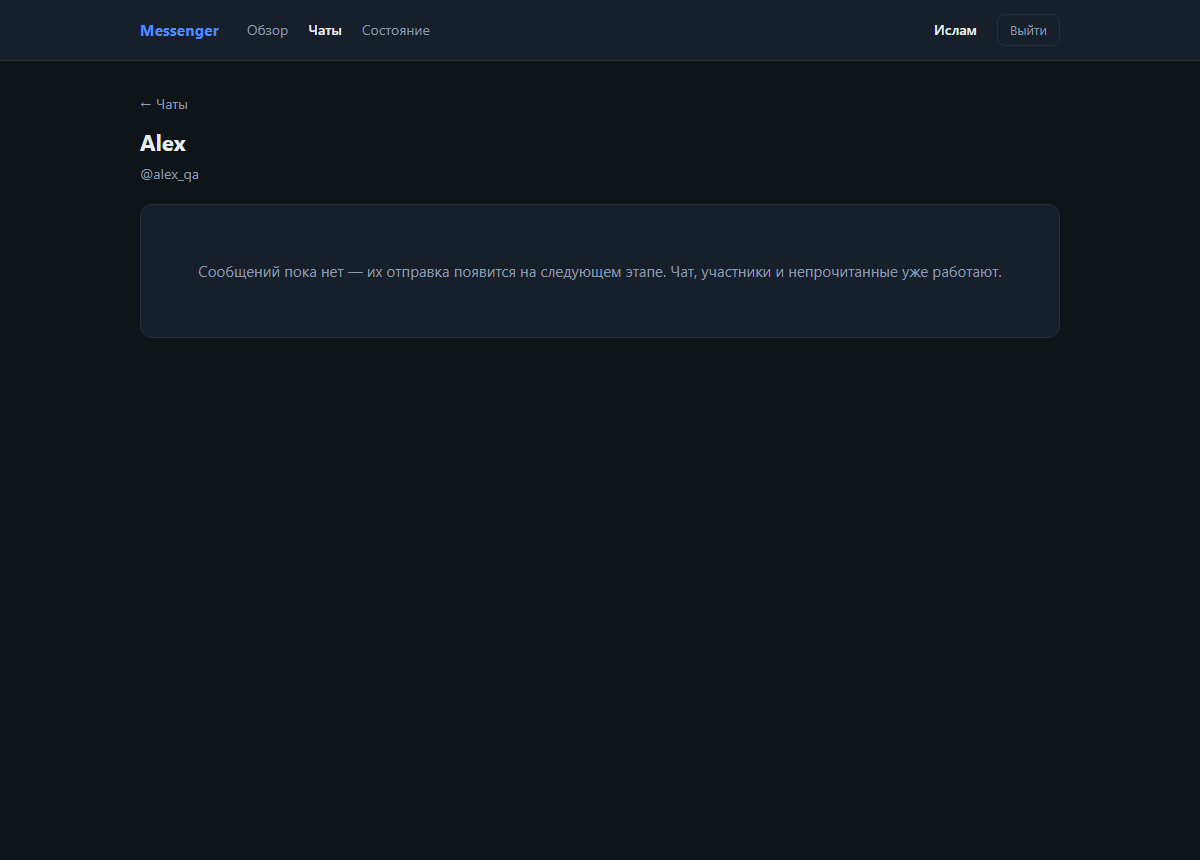 Messenger Обзор Чаты Состояние Ислам Выйти
← Чаты
Alex
@alex_qa
Сообщений пока нет — их отправка появится на следующем этапе. Чат, участники и непрочитанные уже работают.